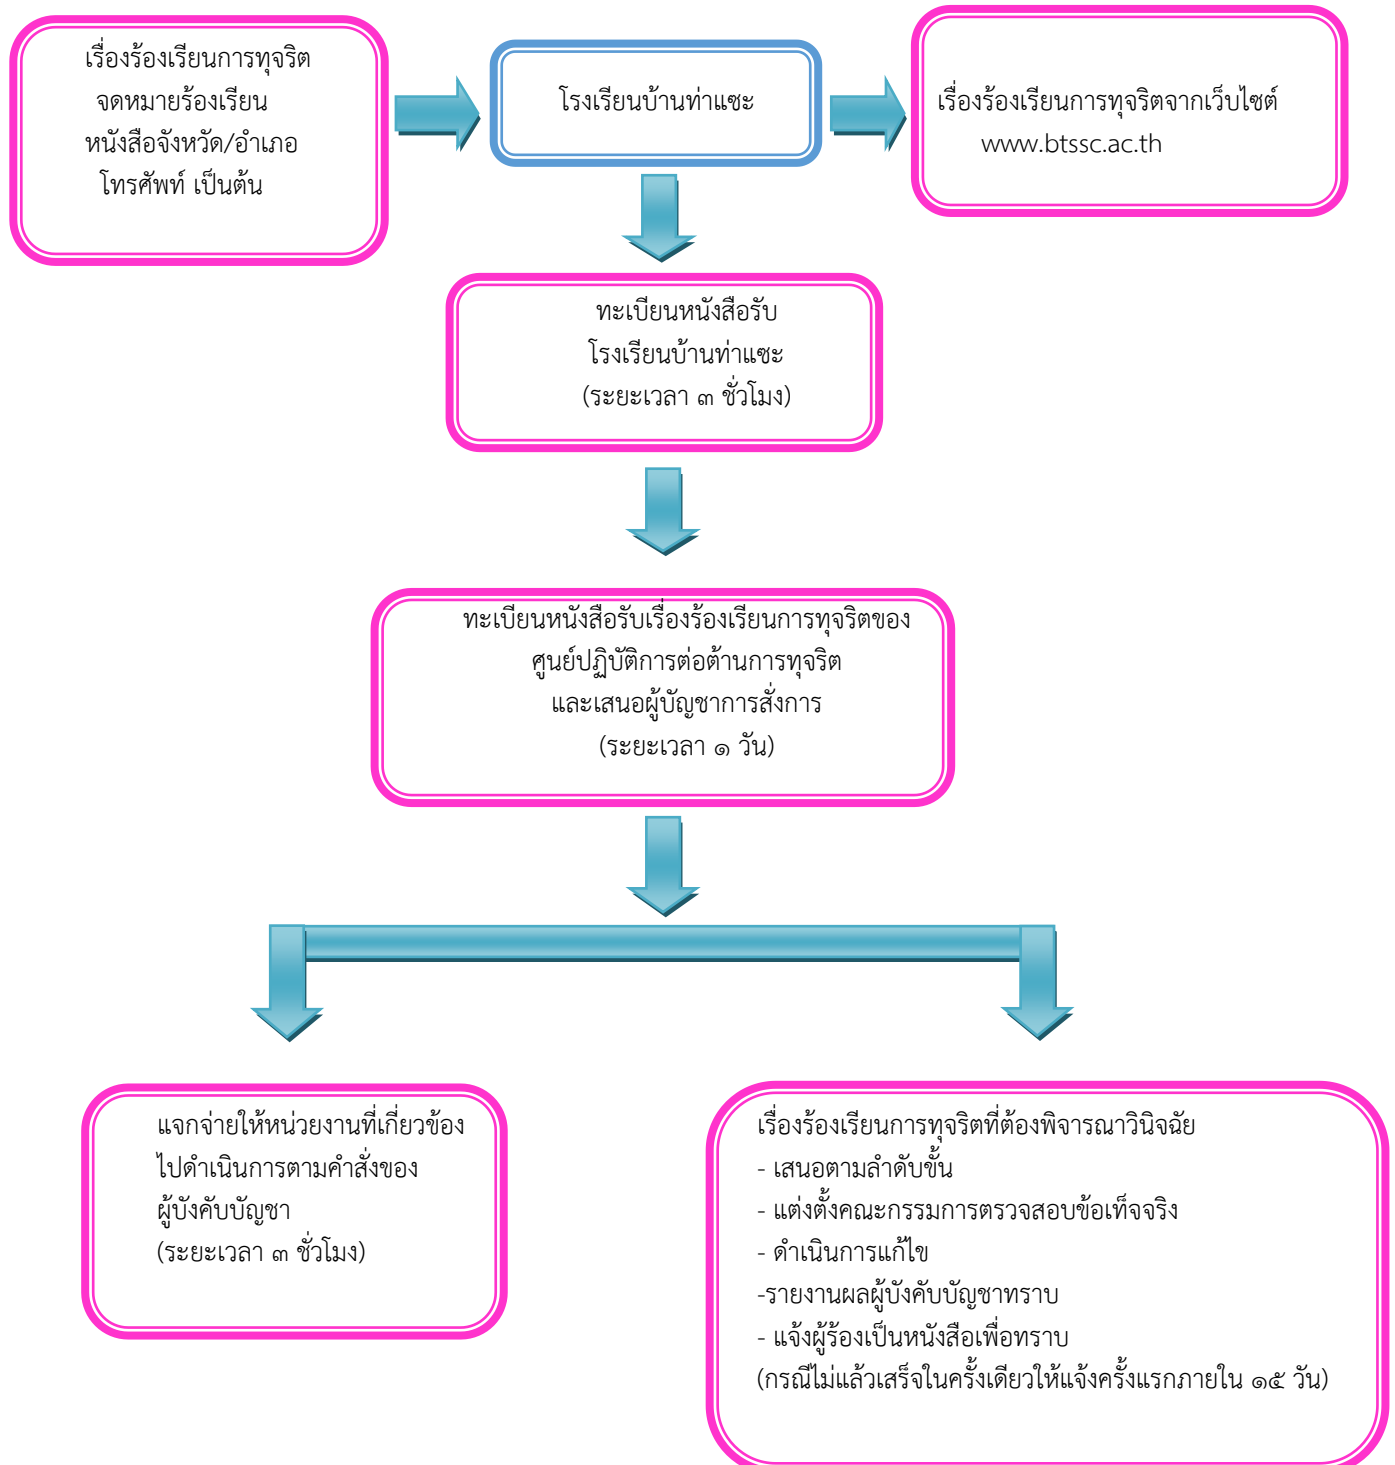 เรื่องร้องเรียนการทุจริต
จดหมายร้องเรียน
หนังสือจังหวัด/อำเภอ
โทรศัพท์ เป็นต้น
โรงเรียนบ้านท่าแซะ
เรื่องร้องเรียนการทุจริตจากเว็บไซต์
www.btssc.ac.th
ทะเบียนหนังสือรับ
โรงเรียนบ้านท่าแซะ
(ระยะเวลา ๓ ชั่วโมง)
ทะเบียนหนังสือรับเรื่องร้องเรียนการทุจริตของ
ศูนย์ปฏิบัติการต่อต้านการทุจริต
และเสนอผู้บัญชาการสั่งการ
(ระยะเวลา ๑ วัน)
แจกจ่ายให้หน่วยงานที่เกี่ยวข้อง
ไปดำเนินการตามคำสั่งของ
ผู้บังคับบัญชา
(ระยะเวลา ๓ ชั่วโมง)
เรื่องร้องเรียนการทุจริตที่ต้องพิจารณาวินิจฉัย
- เสนอตามลำดับขั้น
- แต่งตั้งคณะกรรมการตรวจสอบข้อเท็จจริง
- ดำเนินการแก้ไข
-รายงานผลผู้บังคับบัญชาทราบ
- แจ้งผู้ร้องเป็นหนังสือเพื่อทราบ
(กรณีไม่แล้วเสร็จในครั้งเดียวให้แจ้งครั้งแรกภายใน ๑๕ วัน)